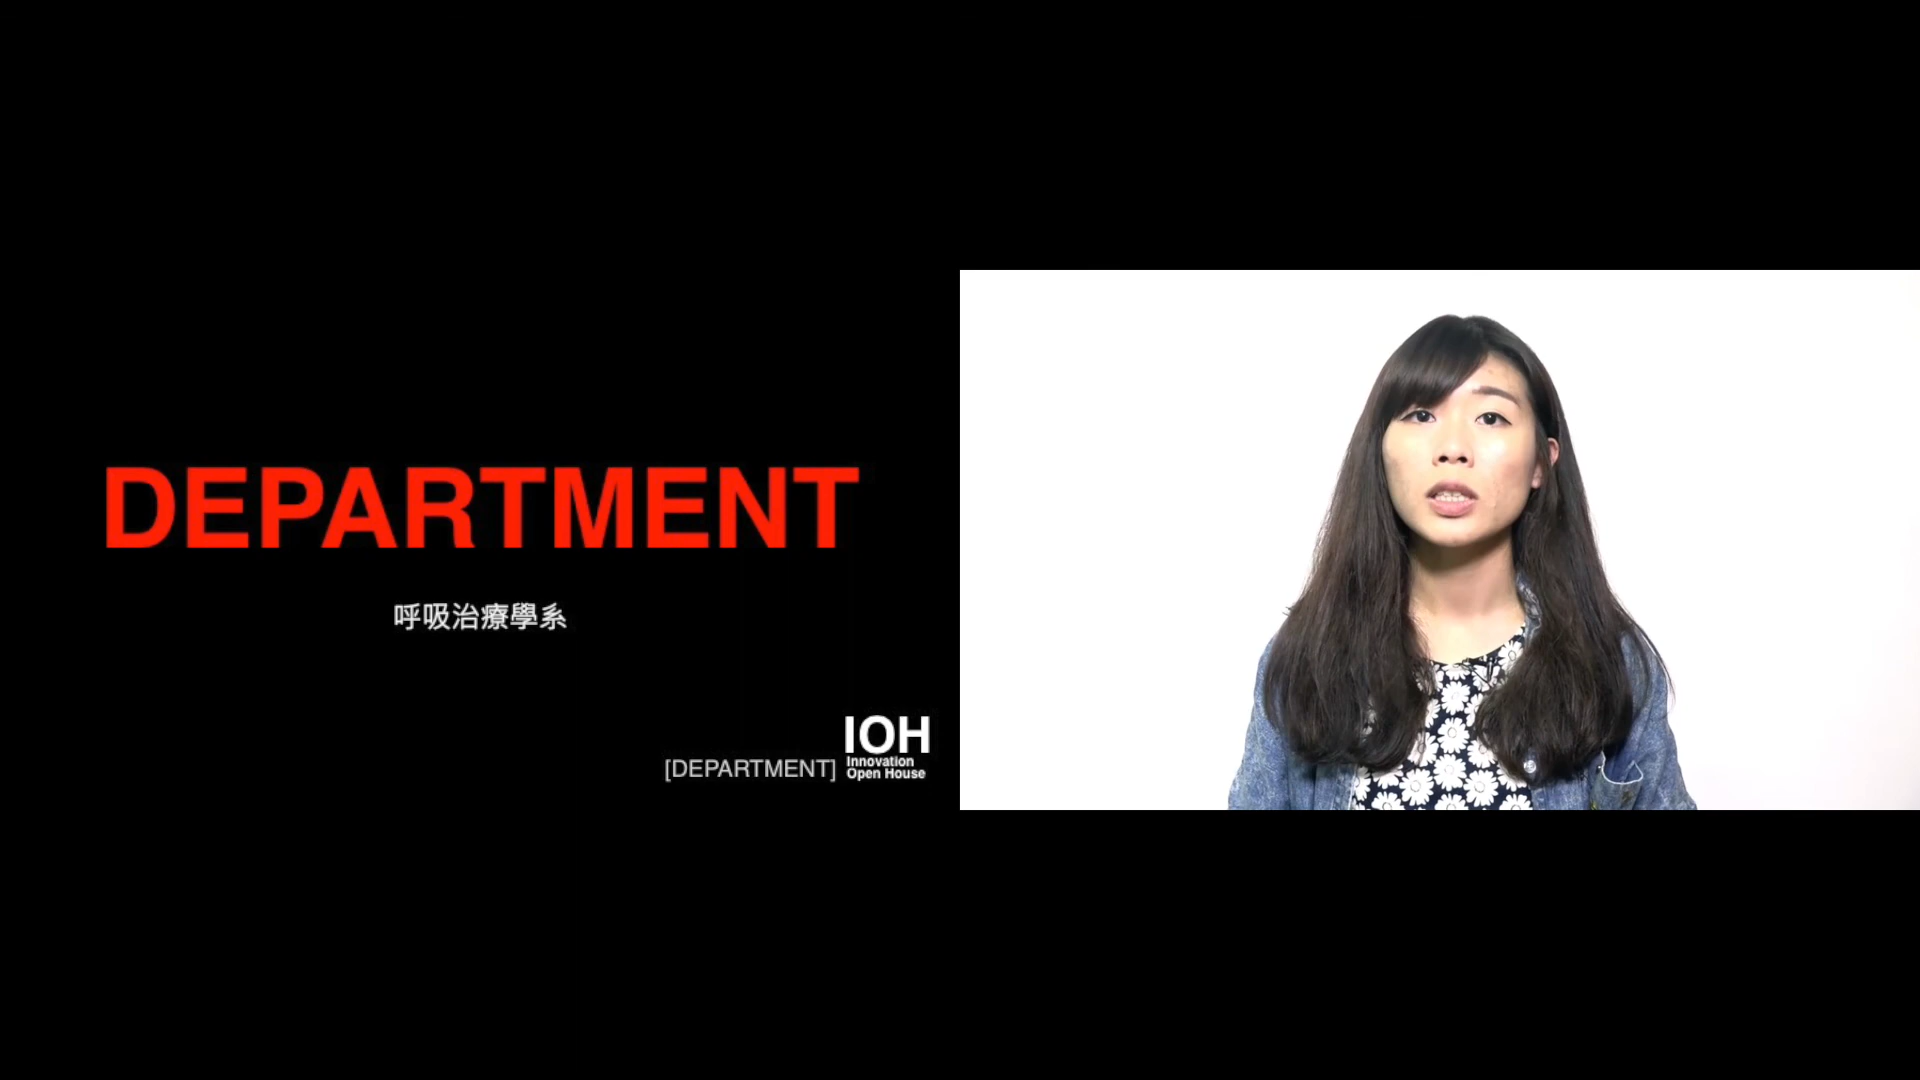 DEPARTMENT
呼吸治療學系
[DEPARTMENT]
IOH
Innovation
Open House